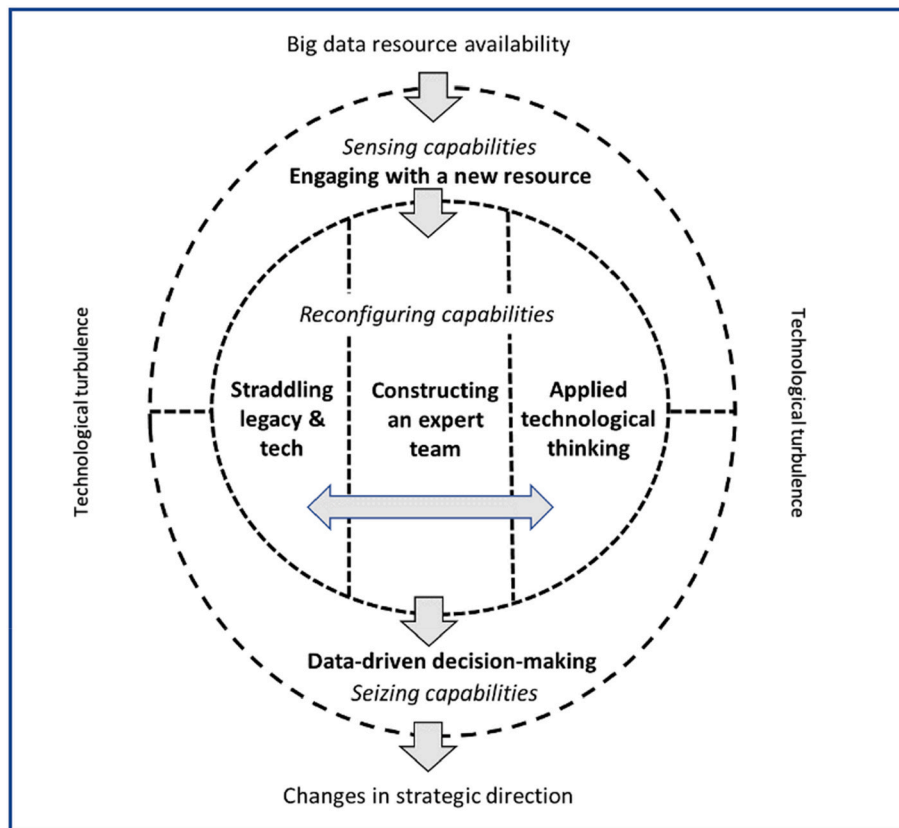 Big data resource availability
Sensing capabilities
Engaging with a new resource
Reconfiguring capabilities
Technological turbulence
Straddling
legacy &
tech
Constructing
an expert
team
Applied
technological
thinking
Technological turbulence
Data-driven decision-making
Seizing capabilities
Changes in strategic direction